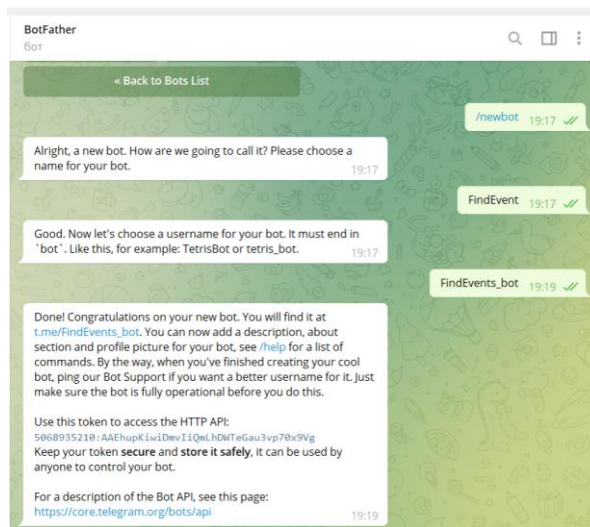 BotFather
бот
« Back to Bots List
/newbot 19:17
Alright, a new bot. How are we going to call it? Please choose a
name for your bot.
19:17
FindEvent 19:17
Good. Now let's choose a username for your bot. It must end in
`bot`. Like this, for example: TetrisBot or tetris_bot.
19:17
FindEvents_bot 19:19
Done! Congratulations on your new bot. You will find it at
t.me/FindEvents_bot. You can now add a description, about
section and profile picture for your bot, see /help for a list of
commands. By the way, when you've finished creating your cool
bot, ping our Bot Support if you want a better username for it. Just
make sure the bot is fully operational before you do this.
Use this token to access the HTTP API:
5068935210:AAEhupKiwiDmvIiQmLhDWTeGau3vp70x9Vg
Keep your token secure and store it safely, it can be used by
anyone to control your bot.
For a description of the Bot API, see this page:
https://core.telegram.org/bots/api
19:19